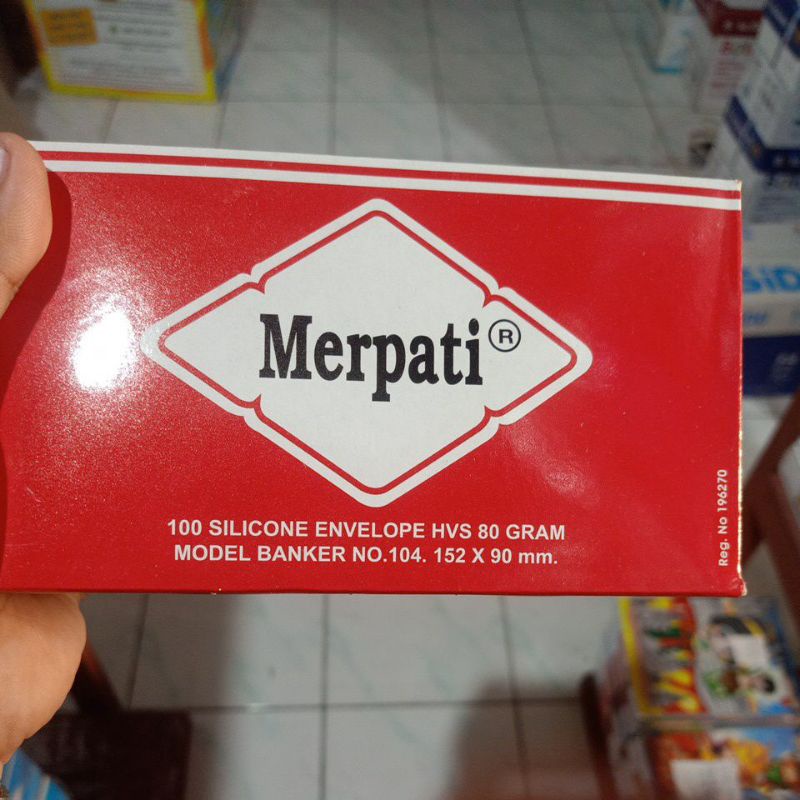 Merpati®
100 SILICONE ENVELOPE HVS 80 GRAM
MODEL BANKER NO.104. 152 X 90 mm.
Reg. No 196270